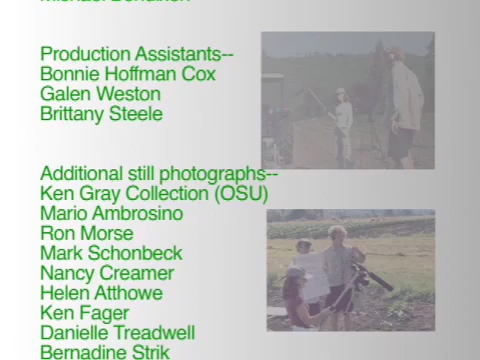 Production Assistants--
Bonnie Hoffman Cox
Galen Weston
Brittany Steele
Additional still photographs--
Ken Gray Collection (OSU)
Mario Ambrosino
Ron Morse
Mark Schonbeck
Nancy Creamer
Helen Atthowe
Ken Fager
Danielle Treadwell
Bernadine Strik